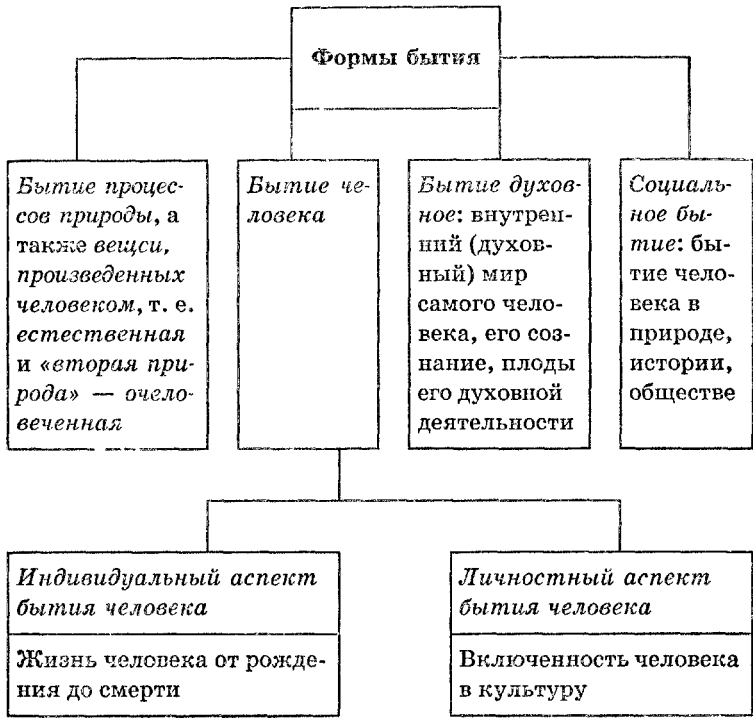 Формы бытия
Бытие процес-
сов природы, а
также вещси,
произведенных
человеком, т. е.
естественная
и «вторая при-
рода» — очело-
веченная
Бытие че-
ловека
Бытие духов-
ное: внутрен-
ний (духов-
ный) мир
самого чело-
века, его соз-
нание, плоды
его духовной
деятельности
Социаль-
ное бы-
тие: бы-
тие чело-
века в
природе,
истории,
обществе
Индивидуальный аспект
бытия человека
Жизнь человека от рожде-
ния до смерти
Личностный аспект
бытия человека
Включенность человека
в культуру